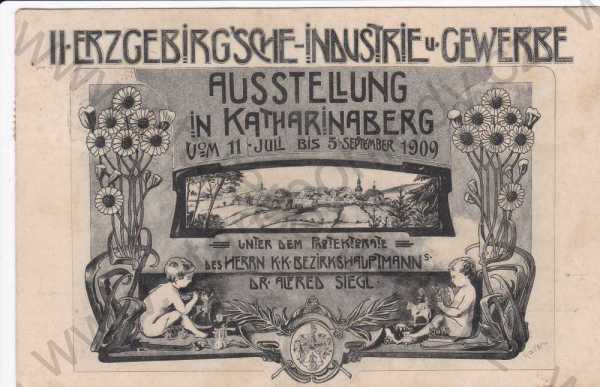 II. ERZGEBIRG'SCHE-INDUSTRIE u. GEWERBE
AUSSTELLUNG
IN KATHARINABERG
VOM 11. JULI BIS 5. SEPTEMBER 1909
UNTER DEM PROTEKTORATE
DES HERRN K.K. BEZIRKSHAUPTMANNS
DR. ALFRED SIEGL.